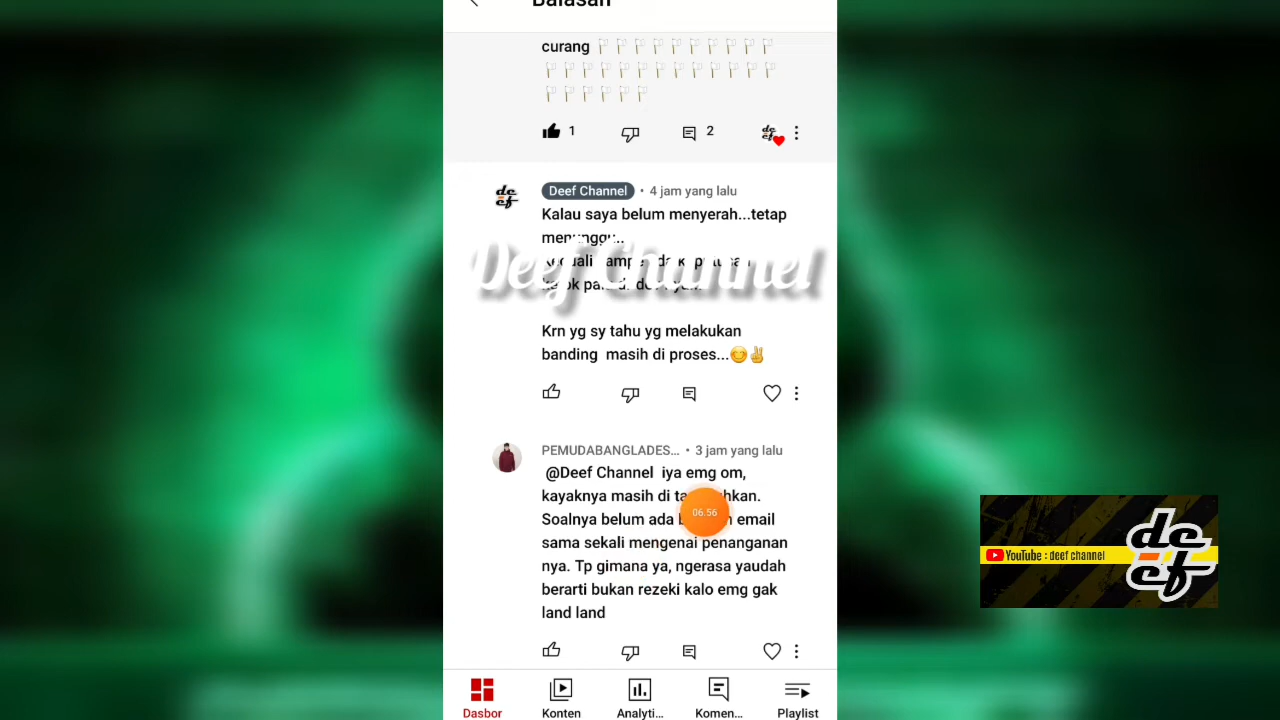 Balasan
curang
1
2
Deef Channel • 4 jam yang lalu
Kalau saya belum menyerah...tetap
menunggu..
Deef Channel
Krn yg sy tahu yg melakukan
banding masih di proses...😊✌
PEMUDABANGLADES... • 3 jam yang lalu
@Deef Channel iya emg om,
kayaknya masih di
06.56
Soalnya belum ada email
sama sekali mengenai penanganan
nya. Tp gimana ya, ngerasa yaudah
berarti bukan rezeki kalo emg gak
land land
Dasbor
Konten
Analyti...
Komen...
Playlist
YouTube : deef channel
de
ef